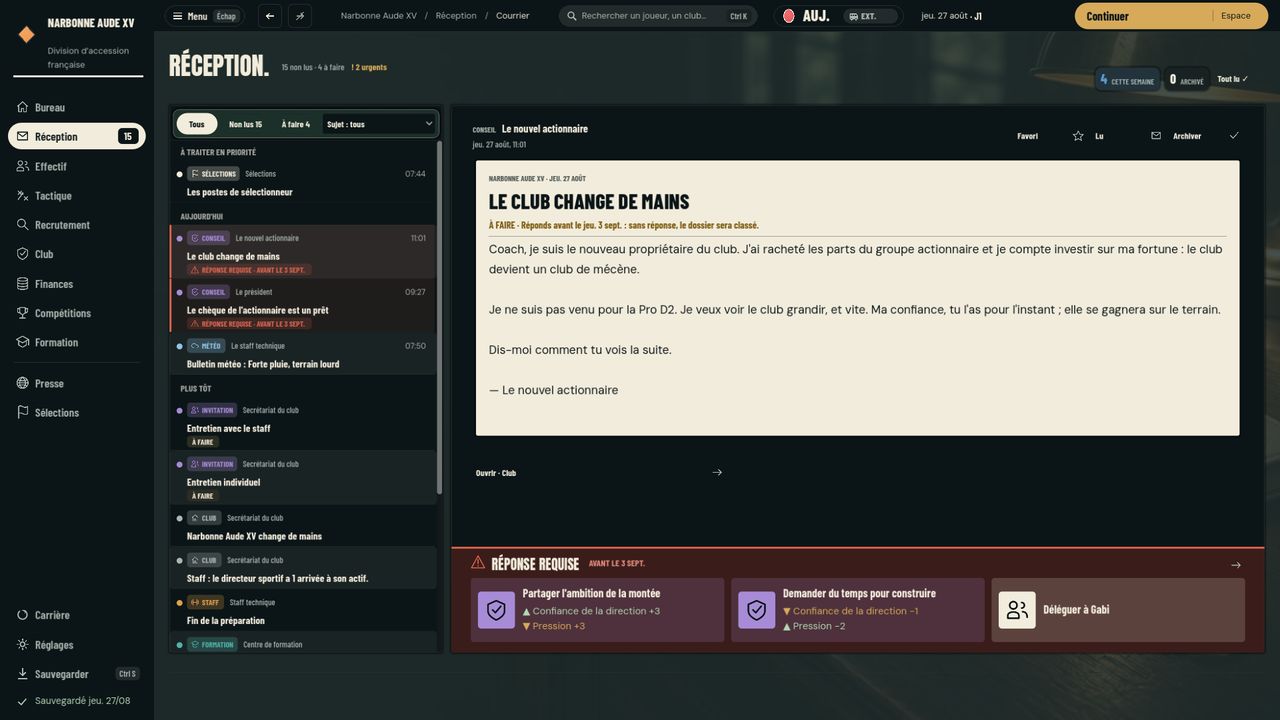 NARBONNE AUDE XV
Division d'accession
française
Menu Échap
Narbonne Aude XV / Réception / Courrier
Rechercher un joueur, un club... Ctrl K
AUJ. EXT.
jeu. 27 août · J1
Continuer Espace
RÉCEPTION.
15 non lus · 4 à faire ! 2 urgents
4 CETTE SEMAINE
0 ARCHIVÉ
Tout lu ✓
Bureau
Réception 15
Effectif
Tactique
Recrutement
Club
Finances
Compétitions
Formation
Presse
Sélections
Carrière
Réglages
Sauvegarder Ctrl S
Sauvegardé jeu. 27/08
Tous Non lus 15 À faire 4 Sujet : tous
À TRAITER EN PRIORITÉ
SÉLECTIONS Sélections 07:44
Les postes de sélectionneur
AUJOURD'HUI
CONSEIL Le nouvel actionnaire 11:01
Le club change de mains
RÉPONSE REQUISE · AVANT LE 3 SEPT.
CONSEIL Le président 09:27
Le chèque de l'actionnaire est un prêt
RÉPONSE REQUISE · AVANT LE 3 SEPT.
MÉTÉO Le staff technique 07:50
Bulletin météo : Forte pluie, terrain lourd
PLUS TÔT
INVITATION Secrétariat du club
Entretien avec le staff
À FAIRE
INVITATION Secrétariat du club
Entretien individuel
À FAIRE
CLUB Secrétariat du club
Narbonne Aude XV change de mains
CLUB Secrétariat du club
Staff : le directeur sportif a 1 arrivée à son actif.
STAFF Staff technique
Fin de la préparation
FORMATION Centre de formation
CONSEIL Le nouvel actionnaire
jeu. 27 août, 11:01
Favori Lu Archiver
NARBONNE AUDE XV · JEU. 27 AOÛT
LE CLUB CHANGE DE MAINS
À FAIRE · Réponds avant le jeu. 3 sept. : sans réponse, le dossier sera classé.
Coach, je suis le nouveau propriétaire du club. J'ai racheté les parts du groupe actionnaire et je compte investir sur ma fortune : le club
devient un club de mécène.
Je ne suis pas venu pour la Pro D2. Je veux voir le club grandir, et vite. Ma confiance, tu l'as pour l'instant ; elle se gagnera sur le terrain.
Dis-moi comment tu vois la suite.
— Le nouvel actionnaire
Ouvrir · Club
RÉPONSE REQUISE AVANT LE 3 SEPT.
Partager l'ambition de la montée
▲ Confiance de la direction +3
▼ Pression +3
Demander du temps pour construire
▼ Confiance de la direction −1
▲ Pression −2
Déléguer à Gabi